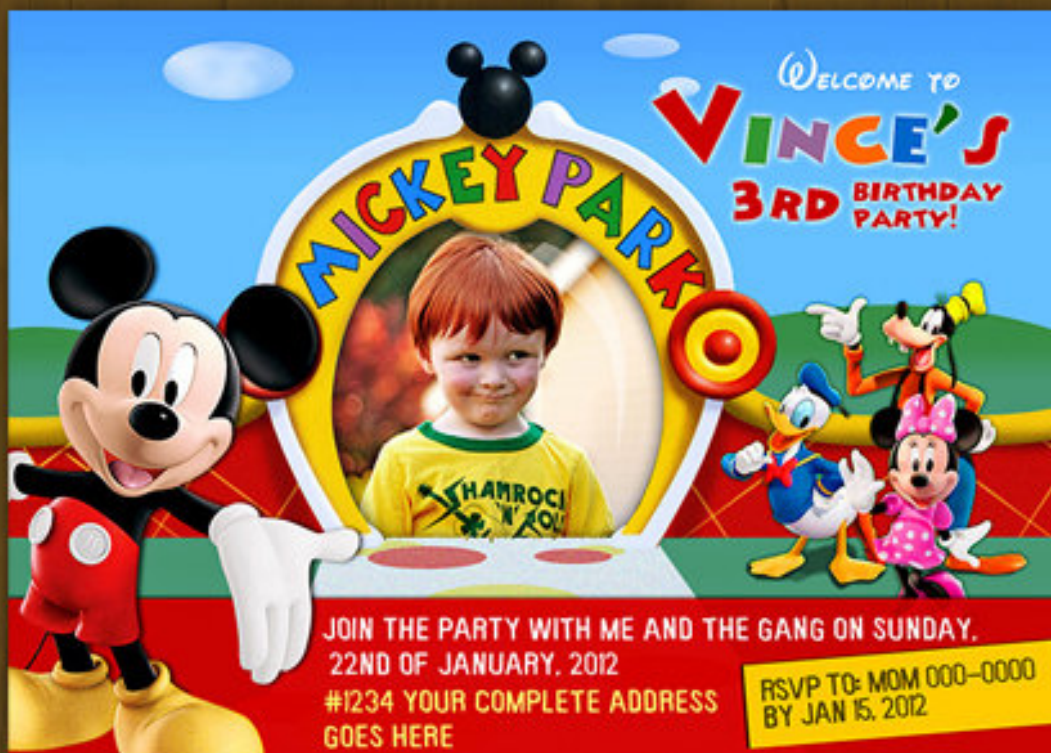 WELCOME TO
VINCE'S
3RD BIRTHDAY
PARTY!
MICKEY PARK
SHAMROCK
'N'
JOIN THE PARTY WITH ME AND THE GANG ON SUNDAY,
22ND OF JANUARY, 2012
#1234 YOUR COMPLETE ADDRESS
GOES HERE
RSVP TO: MOM 000-0000
BY JAN 15, 2012